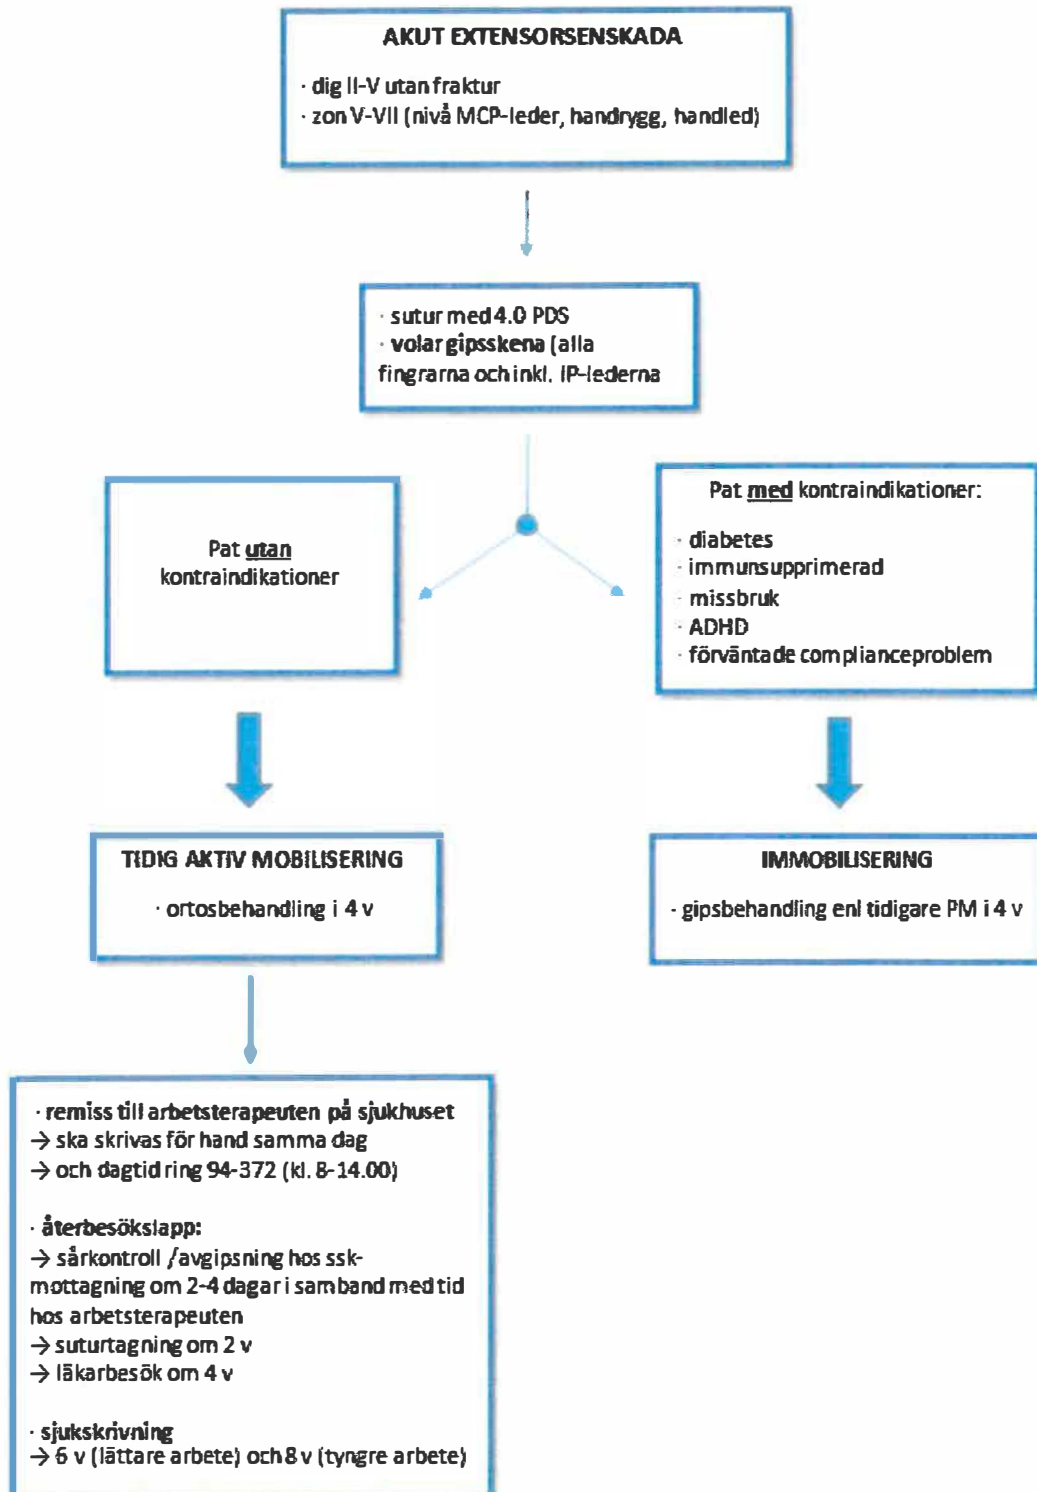 AKUT EXTENSORSENSKADA
· dig II-V utan fraktur
· zon V-VII (nivå MCP-leder, handrygg, handled)
· sutur med 4.0 PDS
· volar gipsskena (alla
fingrarna och inkl. IP-lederna
Pat utan
kontraindikationer
Pat med kontraindikationer:
· diabetes
· immunsupprimerad
· missbruk
· ADHD
· förväntade complianceproblem
TIDIG AKTIV MOBILISERING
· ortosbehandling i 4 v
IMMOBILISERING
- gipsbehandling enl tidigare PM i 4 v
· remiss till arbetsterapeuten på sjukhuset
→ ska skrivas för hand samma dag
→ och dagtid ring 94-372 (kl. 8-14.00)
· återbesökslapp:
→ sårkontroll /avgipsning hos ssk-
mottagning om 2-4 dagar i samband med tid
hos arbetsterapeuten
→ suturtagning om 2 v
→ läkarbesök om 4 v
· sjukskrivning
→ 6 v (lättare arbete) och 8 v (tyngre arbete)